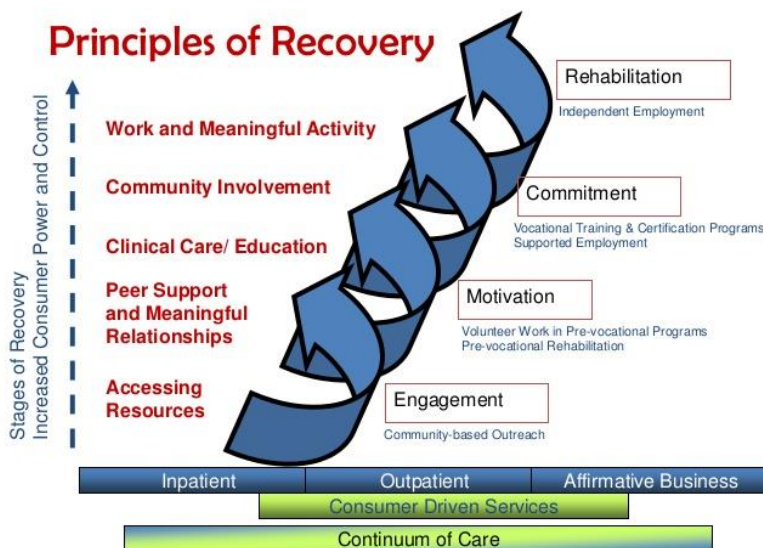 Principles of Recovery
Stages of Recovery
Increased Consumer Power and Control
Work and Meaningful Activity
Community Involvement
Clinical Care/ Education
Peer Support
and Meaningful
Relationships
Accessing
Resources
Rehabilitation
Independent Employment
Commitment
Vocational Training & Certification Programs
Supported Employment
Motivation
Volunteer Work in Pre-vocational Programs
Pre-vocational Rehabilitation
Engagement
Community-based Outreach
Inpatient
Outpatient
Affirmative Business
Consumer Driven Services
Continuum of Care